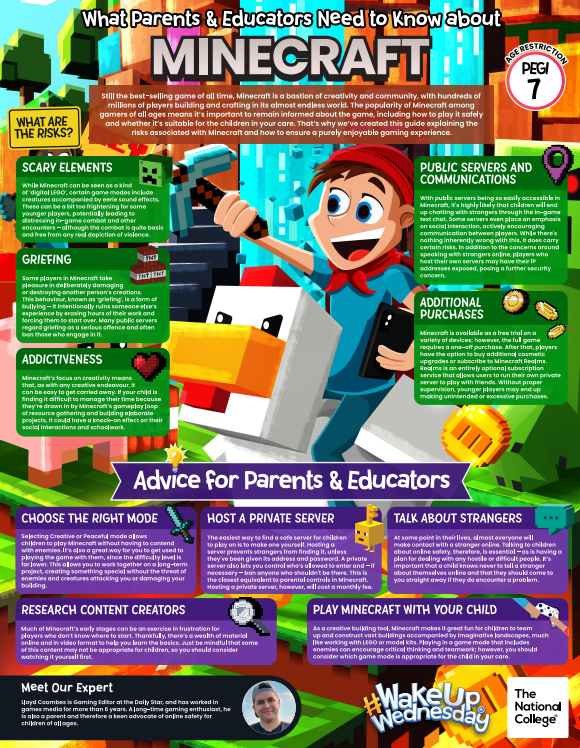 What Parents & Educators Need to Know about
MINECRAFT
AGE RESTRICTION
PEGI
7
Still the best-selling game of all time, Minecraft is a bastion of creativity and community, with hundreds of
millions of players building and crafting in its almost endless world. The popularity of Minecraft among
gamers of all ages means it's important to remain informed about the game, including how to play it safely
and whether it's suitable for the children in your care. That's why we've created this guide explaining the
risks associated with Minecraft and how to ensure a purely enjoyable gaming experience.
WHAT ARE
THE RISKS?
SCARY ELEMENTS
While Minecraft can be seen as a kind
of 'digital LEGO', certain game modes include
creatures accompanied by eerie sound effects.
These can be a bit too frightening for some
younger players, potentially leading to
distressing in-game combat and other
encounters – although the combat is quite basic
and free from any real depiction of violence.
GRIEFING
Some players in Minecraft take
pleasure in deliberately damaging
or destroying another person's creations.
This behaviour, known as 'griefing', is a form of
bullying – it intentionally ruins someone else's
experience by erasing hours of their work and
forcing them to start over. Many public servers
regard griefing as a serious offence and often
ban those who engage in it.
TNT
TNT TNT
ADDICTIVENESS
Minecraft's focus on creativity means
that, as with any creative endeavour, it
can be easy to get carried away. If your child is
finding it difficult to manage their time because
they're drawn in by Minecraft's gameplay loop
of resource gathering and building elaborate
projects, it could have a knock-on effect on their
social interactions and schoolwork.
PUBLIC SERVERS AND
COMMUNICATIONS
With public servers being so easily accessible in
Minecraft, it's highly likely that children will end
up chatting with strangers through the in-game
text chat. Some servers even place an emphasis
on social interaction, actively encouraging
communication between players. While there's
nothing inherently wrong with this, it does carry
certain risks. In addition to the concerns around
speaking with strangers online, players who
host their own servers may have their IP
addresses exposed, posing a further security
concern.
ADDITIONAL
PURCHASES
Minecraft is available as a free trial on a
variety of devices; however, the full game
requires a one-off purchase. After that, players
have the option to buy additional cosmetic
upgrades or subscribe to Minecraft Realms.
Realms is an entirely optional subscription
service that allows users to run their own private
server to play with friends. Without proper
supervision, younger players may end up
making unintended or excessive purchases.
Advice for Parents & Educators
CHOOSE THE RIGHT MODE
Selecting Creative or Peaceful mode allows
children to play Minecraft without having to contend
with enemies. It's also a great way for you to get used to
playing the game with them, since the difficulty level is
far lower. This allows you to work together on a long-term
project, creating something special without the threat of
enemies and creatures attacking you or damaging your
building.
HOST A PRIVATE SERVER
The easiest way to find a safe server for children
to play on is to make one yourself. Hosting a
server prevents strangers from finding it, unless
they've been given its address and password. A private
server also lets you control who's allowed to enter and – if
necessary – ban anyone who shouldn't be there. This is
the closest equivalent to parental controls in Minecraft.
Hosting a private server, however, will cost a monthly fee.
TALK ABOUT STRANGERS
At some point in their lives, almost everyone will
make contact with a stranger online. Talking to children
about online safety, therefore, is essential – as is having a
plan for dealing with any hostile or difficult people. It's
important that a child knows never to tell a stranger
about themselves online and that they should come to
you straight away if they do encounter a problem.
RESEARCH CONTENT CREATORS
Much of Minecraft's early stages can be an exercise in frustration for
players who don't know where to start. Thankfully, there's a wealth of material
online and in video format to help you learn the basics. Just be mindful that some
of this content may not be appropriate for children, so you should consider
watching it yourself first.
PLAY MINECRAFT WITH YOUR CHILD
As a creative building tool, Minecraft makes it great fun for children to team
up and construct vast buildings accompanied by imaginative landscapes, much
like working with LEGO or model kits. Playing in a game mode that includes
enemies can encourage critical thinking and teamwork; however, you should
consider which game mode is appropriate for the child in your care.
Meet Our Expert
Lloyd Coombes is Gaming Editor at the Daily Star, and has worked in
games media for more than 6 years. A long-time gaming enthusiast, he
is also a parent and therefore a keen advocate of online safety for
children of all ages.
#WakeUp
Wednesday
The
National
College